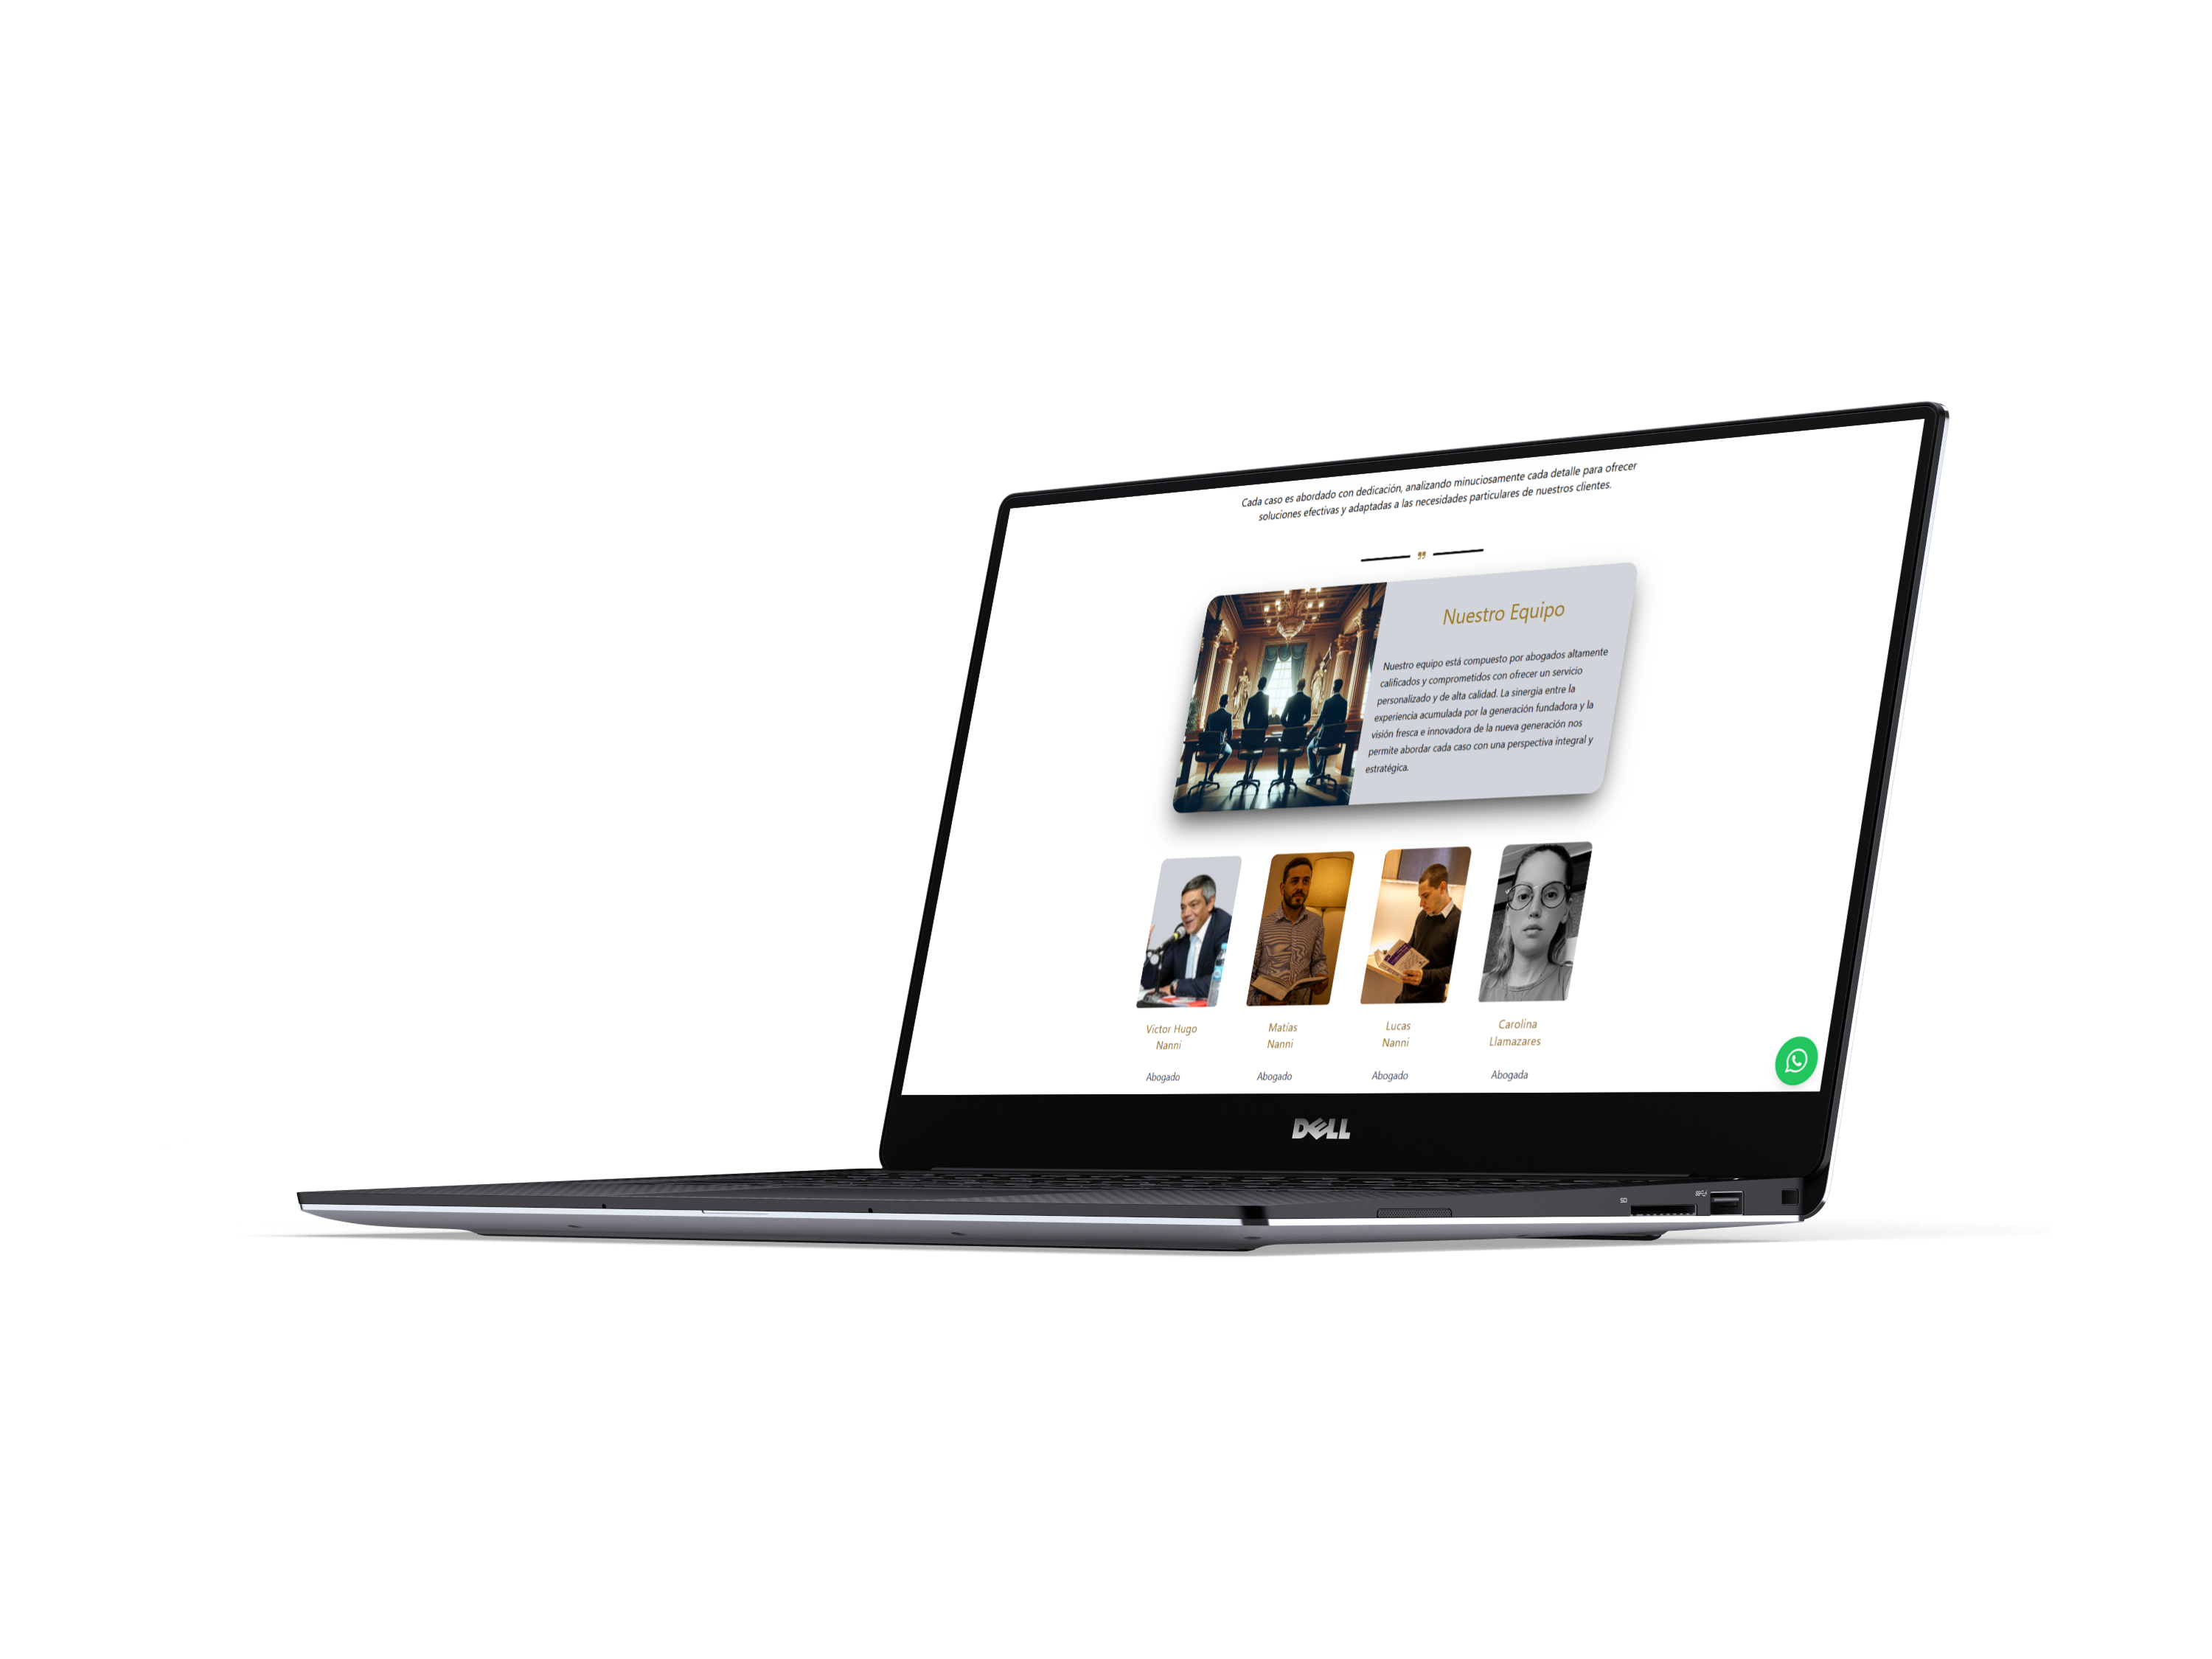 Cada caso es abordado con dedicación, analizando minuciosamente cada detalle para ofrecer
soluciones efectivas y adaptadas a las necesidades particulares de nuestros clientes.
Nuestro Equipo
Nuestro equipo está compuesto por abogados altamente
calificados y comprometidos con ofrecer un servicio
personalizado y de alta calidad. La sinergia entre la
experiencia acumulada por la generación fundadora y la
visión fresca e innovadora de la nueva generación nos
permite abordar cada caso con una perspectiva integral y
estratégica.
Victor Hugo
Nanni
Abogado
Matías
Nanni
Abogado
Lucas
Nanni
Abogado
Carolina
Llamazares
Abogada
DELL